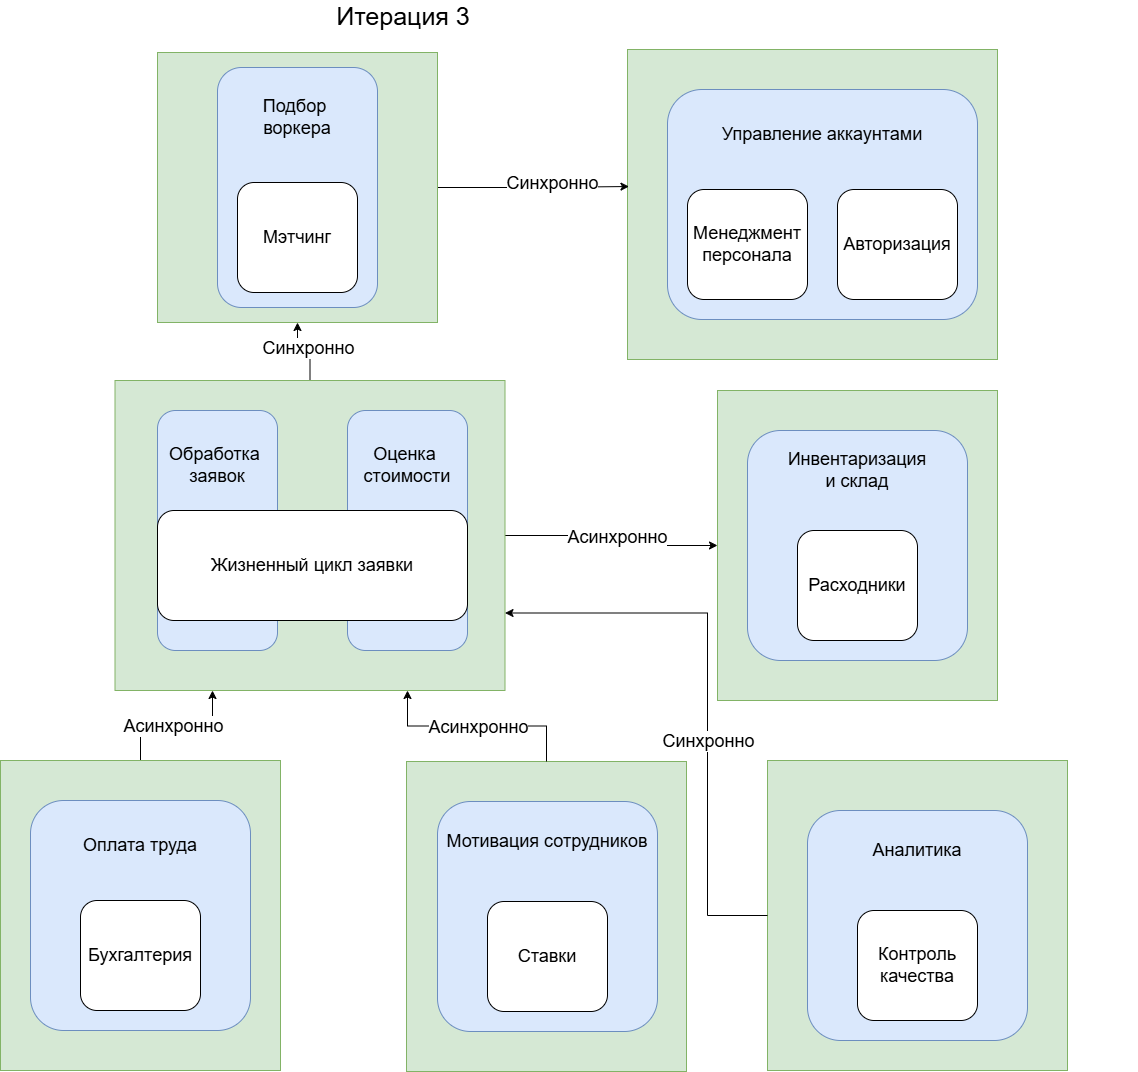 Итерация 3
Подбор
воркера
Мэтчинг
Синхронно
Управление аккаунтами
Менеджмент
персонала
Авторизация
Синхронно
Обработка
заявок
Оценка
стоимости
Жизненный цикл заявки
Асинхронно
Инвентаризация
и склад
Расходники
Асинхронно
Асинхронно
Синхронно
Оплата труда
Бухгалтерия
Мотивация сотрудников
Ставки
Аналитика
Контроль
качества